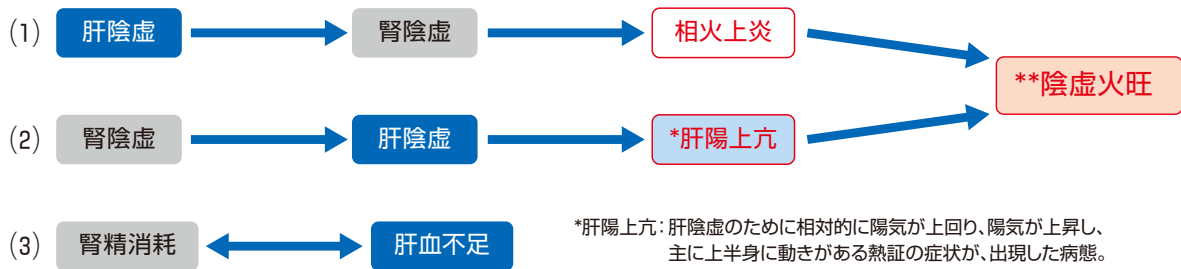 (1) 肝陰虚 腎陰虚 相火上炎
**陰虚火旺
(2) 腎陰虚 肝陰虚 *肝陽上亢
(3) 腎精消耗 肝血不足
*肝陽上亢：肝陰虚のために相対的に陽気が上回り、陽気が上昇し、
主に上半身に動きがある熱証の症状が、出現した病態。